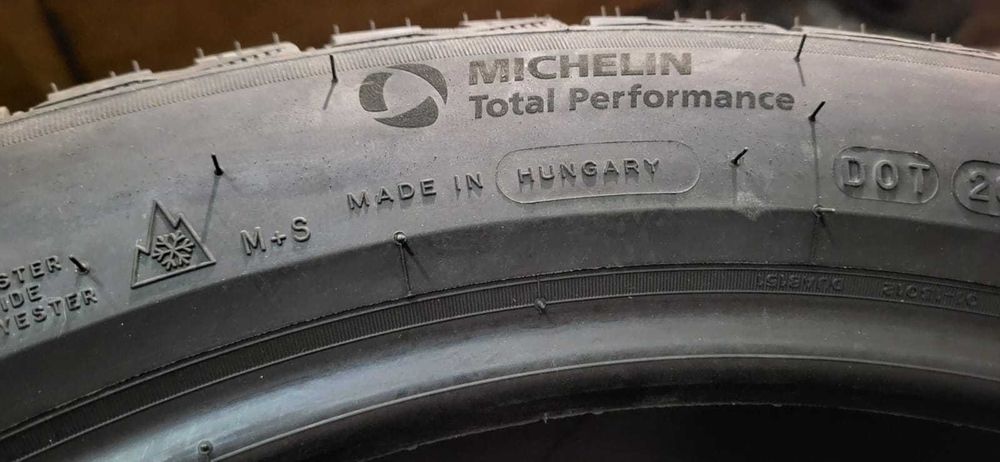 MICHELIN
Total Performance
MADE IN HUNGARY
DOT
M+S